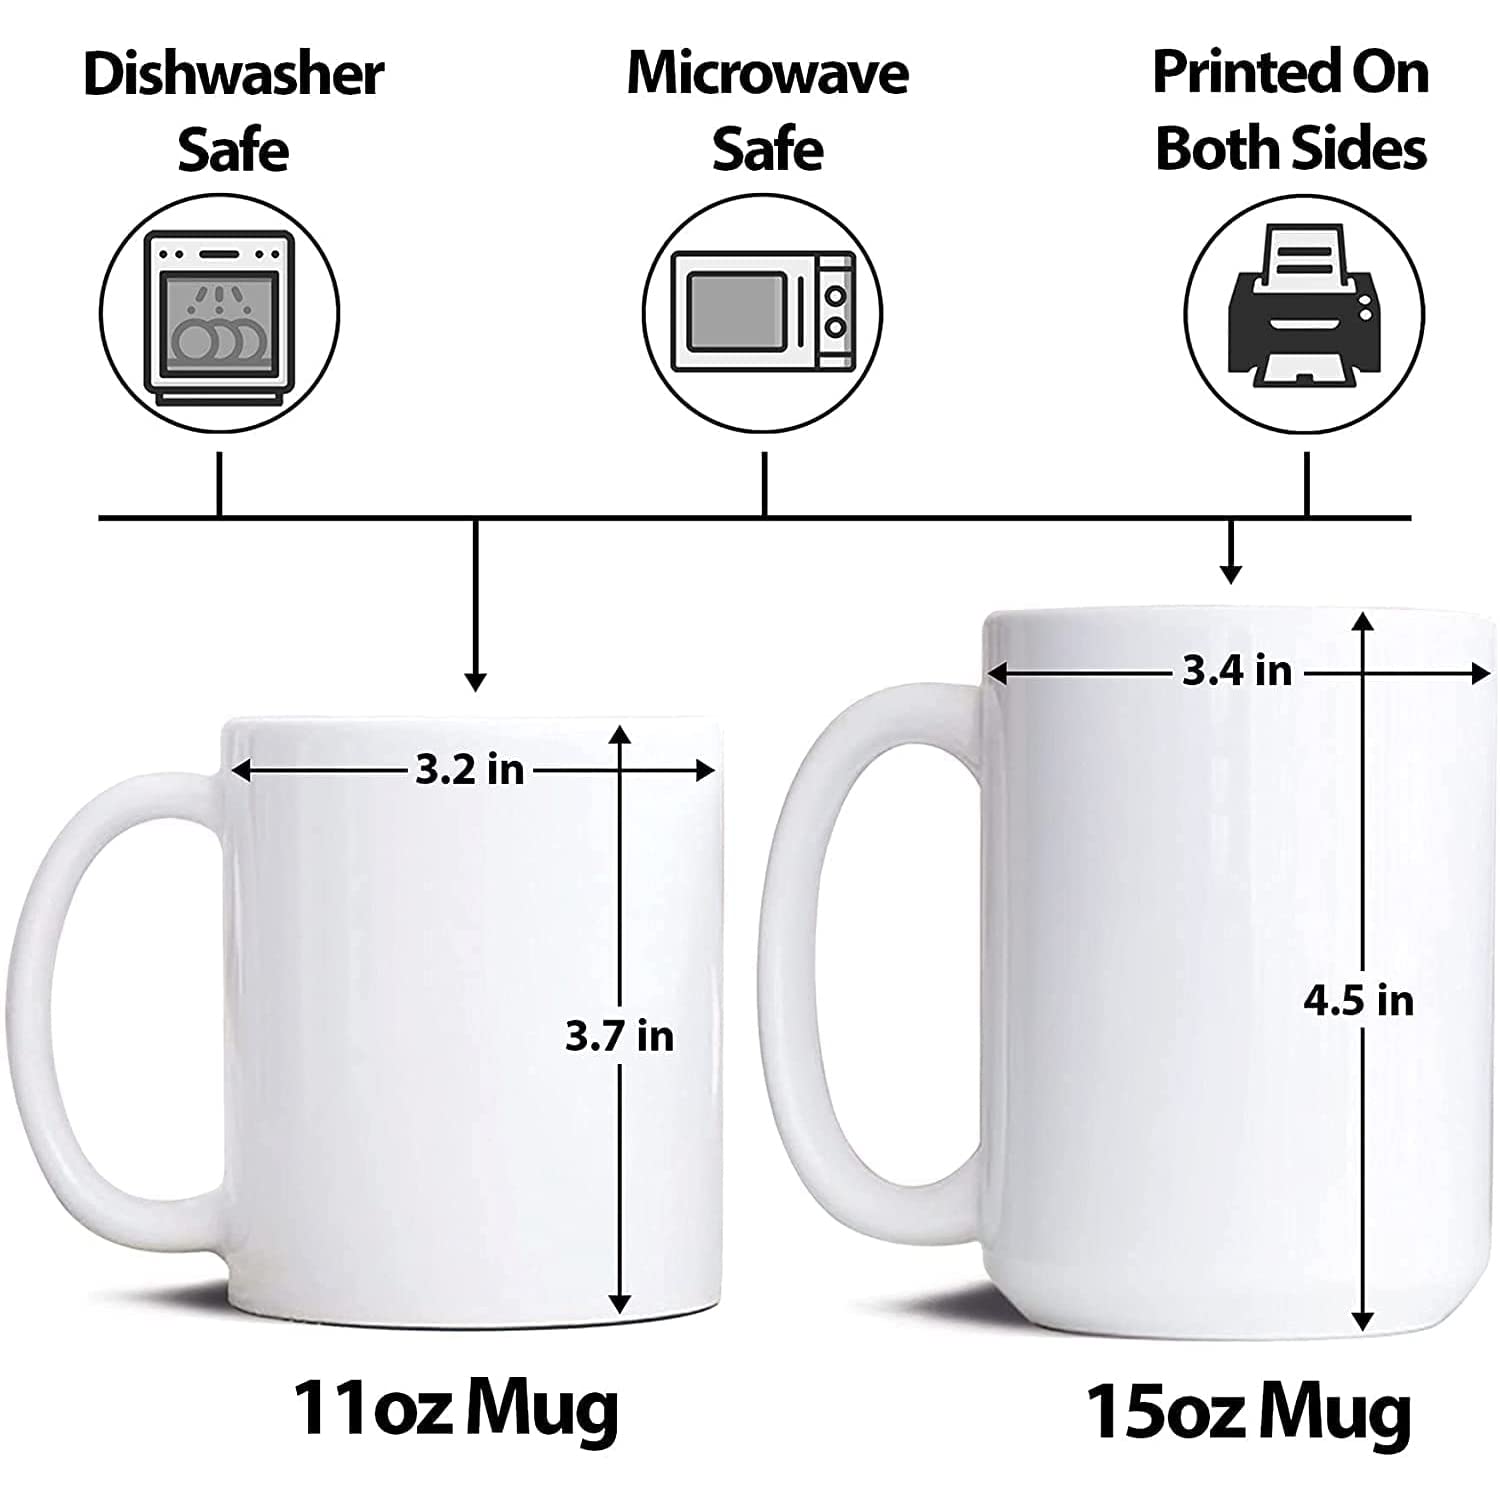 Dishwasher
Safe
Microwave
Safe
Printed On
Both Sides
3.4 in
3.2 in
4.5 in
3.7 in
11oz Mug
15oz Mug